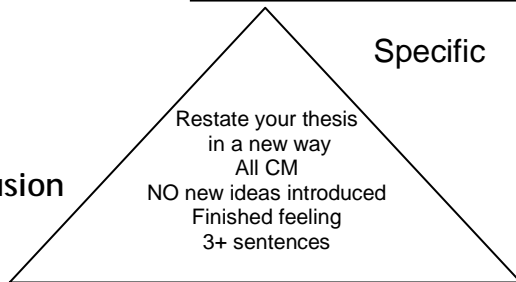 Specific
Restate your thesis
in a new way
All CM
usion
NO new ideas introduced
Finished feeling
3+ sentences